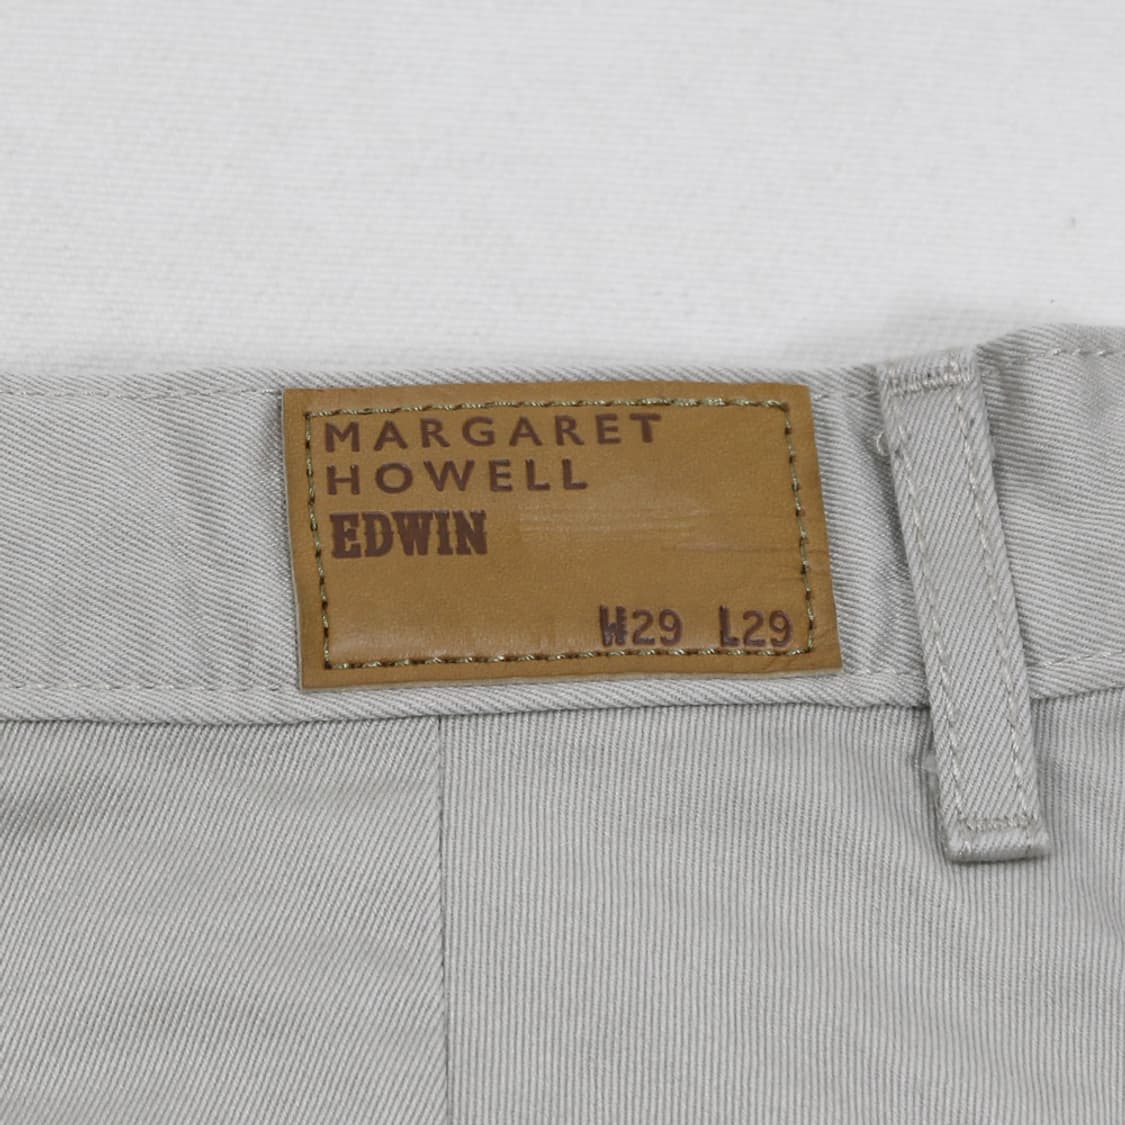 MARGARET
HOWELL
EDWIN
W29 L29